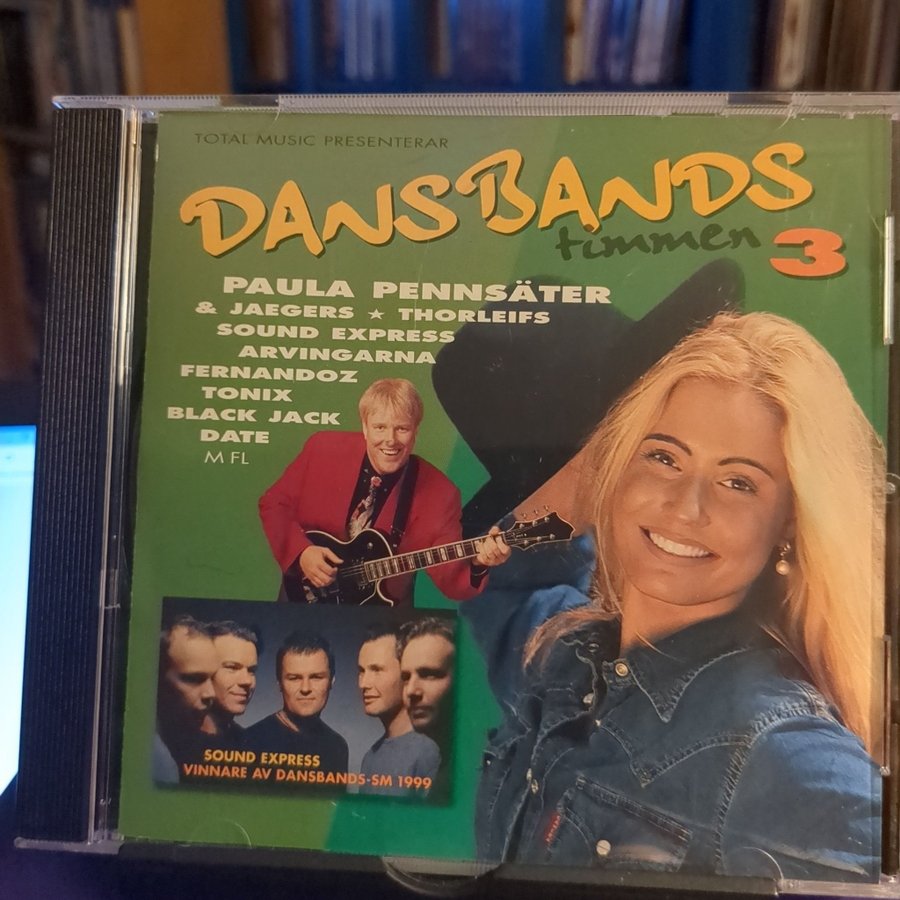 TOTAL MUSIC PRESENTERAR
DANSBANDS
timmen 3
PAULA PENNSÄTER
& JAEGERS ★ THORLEIFS
SOUND EXPRESS
ARVINGARNA
FERNANDOZ
TONIX
BLACK JACK
DATE
M FL
SOUND EXPRESS
VINNARE AV DANSBANDS-SM 1999